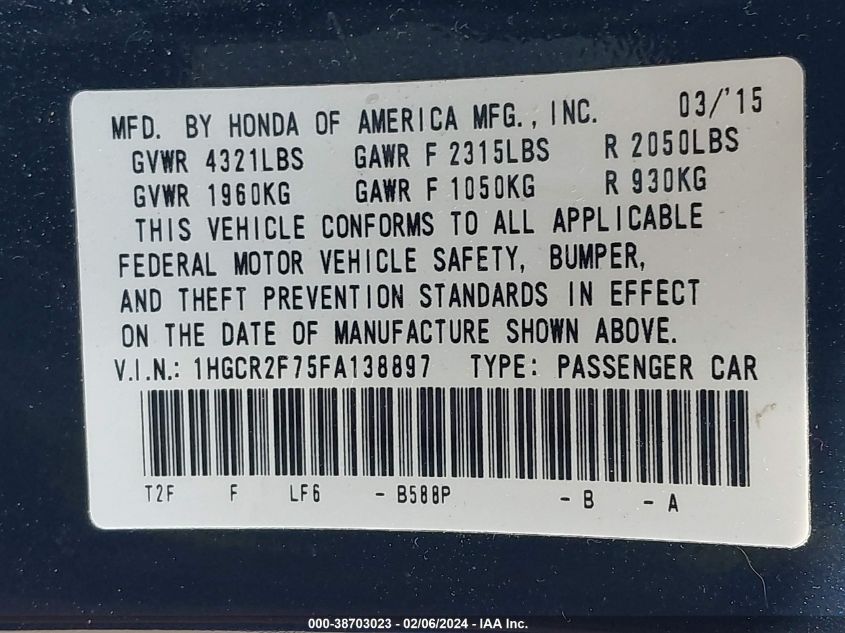 MFD. BY HONDA OF AMERICA MFG., INC. 03/'15
GVWR 4321LBS GAWR F 2315LBS R 2050LBS
GVWR 1960KG GAWR F 1050KG R 930KG
THIS VEHICLE CONFORMS TO ALL APPLICABLE
FEDERAL MOTOR VEHICLE SAFETY, BUMPER,
AND THEFT PREVENTION STANDARDS IN EFFECT
ON THE DATE OF MANUFACTURE SHOWN ABOVE.
V.I.N.: 1HGCR2F75FA138897 TYPE: PASSENGER CAR
T2F F LF6 - B588P - B - A
000-38703023 - 02/06/2024 - IAA Inc.